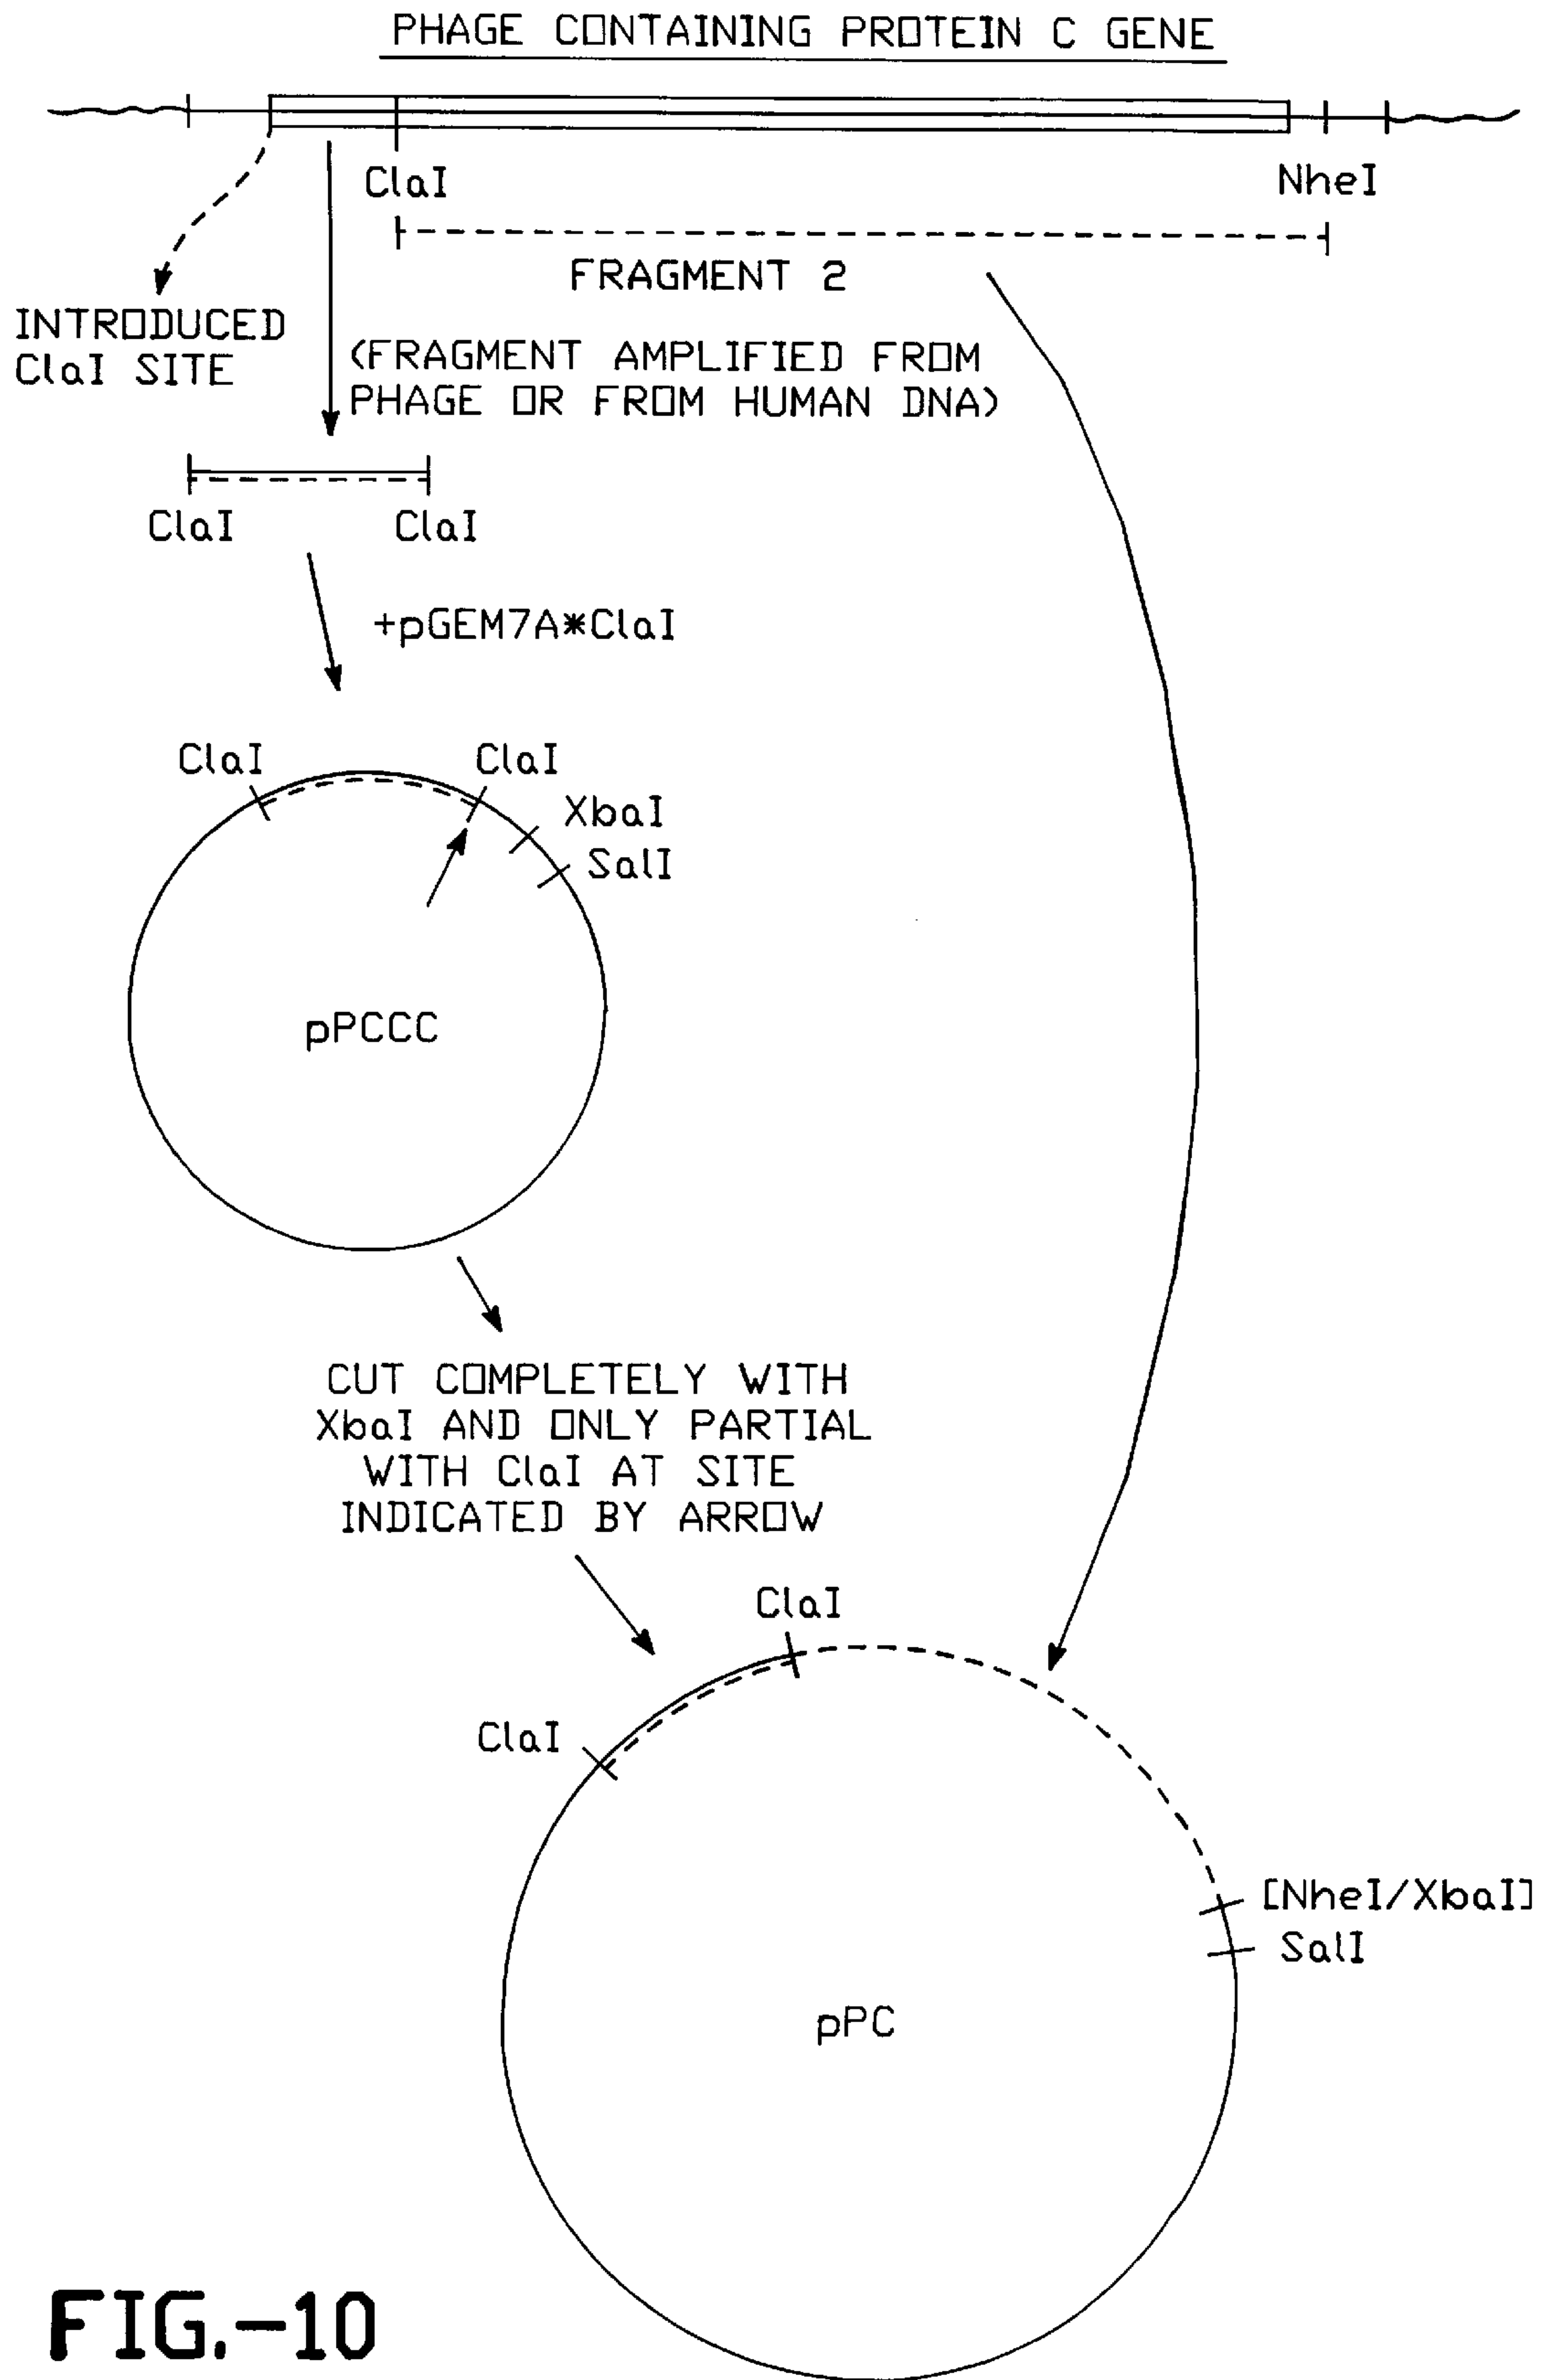 PHAGE CONTAINING PROTEIN C GENE
ClaI
NheI
FRAGMENT 2
INTRODUCED
ClaI SITE
(FRAGMENT AMPLIFIED FROM
PHAGE OR FROM HUMAN DNA)
ClaI
ClaI
+pGEM7A*ClaI
ClaI
ClaI
XbaI
SalI
pPCCC
CUT COMPLETELY WITH
XbaI AND ONLY PARTIAL
WITH ClaI AT SITE
INDICATED BY ARROW
ClaI
ClaI
[NheI/XbaI]
SalI
pPC
FIG.-10